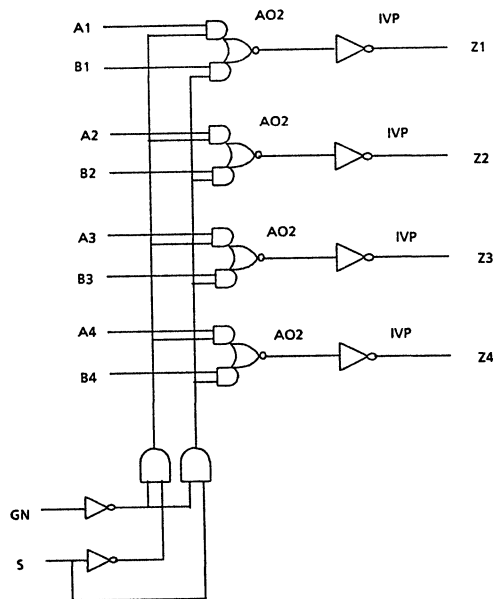 AO2 IVP
A1
Z1
B1
AO2 IVP
A2
Z2
B2
AO2 IVP
A3
Z3
B3
AO2 IVP
A4
Z4
B4
GN
S